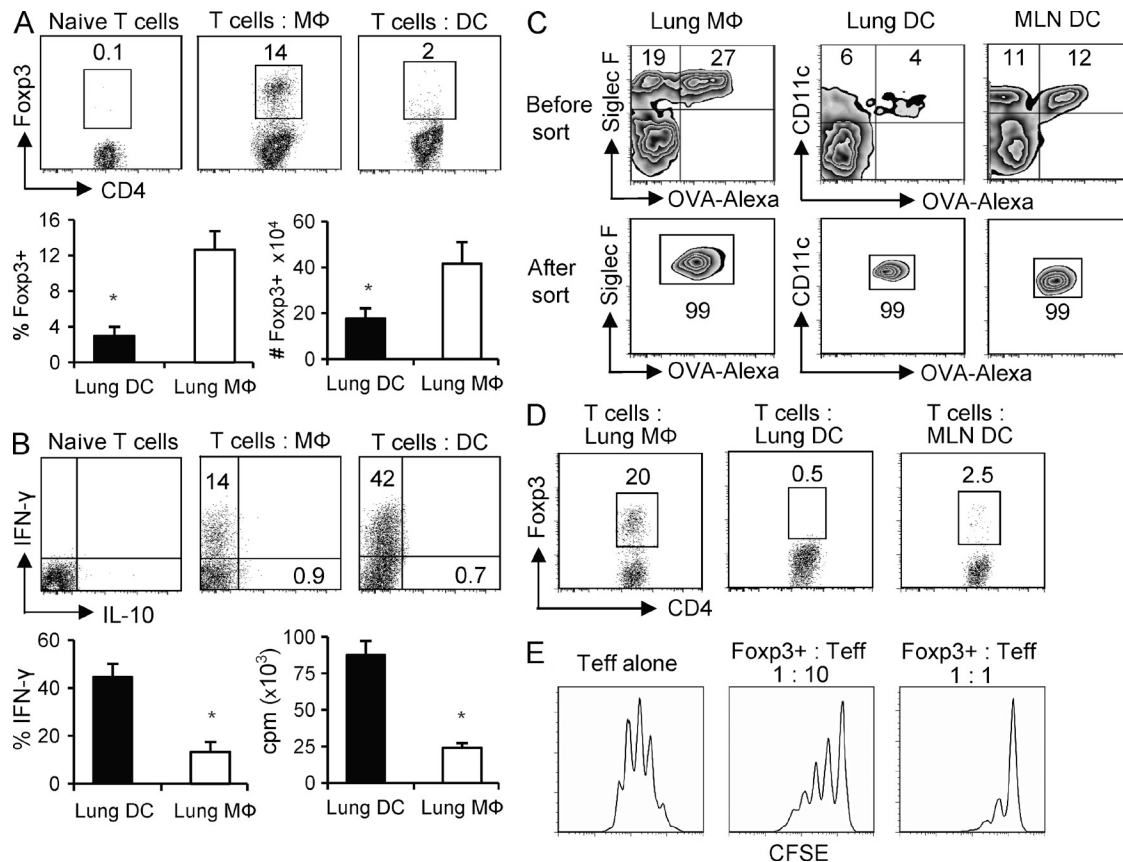 A
Naive T cells
T cells : MΦ
T cells : DC
0.1
14
2
Foxp3
CD4
16
12
8
4
0
% Foxp3+
*
Lung DC
Lung MΦ
60
40
20
0
# Foxp3+ x10⁴
*
Lung DC
Lung MΦ
B
Naive T cells
T cells : MΦ
T cells : DC
14
0.9
42
0.7
IFN-γ
IL-10
60
40
20
0
% IFN-γ
*
Lung DC
Lung MΦ
100
75
50
25
0
cpm (x10³)
*
Lung DC
Lung MΦ
C
Lung MΦ
Lung DC
MLN DC
Before
sort
Siglec F
19
27
OVA-Alexa
CD11c
6
4
OVA-Alexa
11
12
After
sort
Siglec F
99
OVA-Alexa
CD11c
99
OVA-Alexa
99
D
T cells :
Lung MΦ
T cells :
Lung DC
T cells :
MLN DC
20
0.5
2.5
Foxp3
CD4
E
Teff alone
Foxp3+ : Teff
1 : 10
Foxp3+ : Teff
1 : 1
CFSE